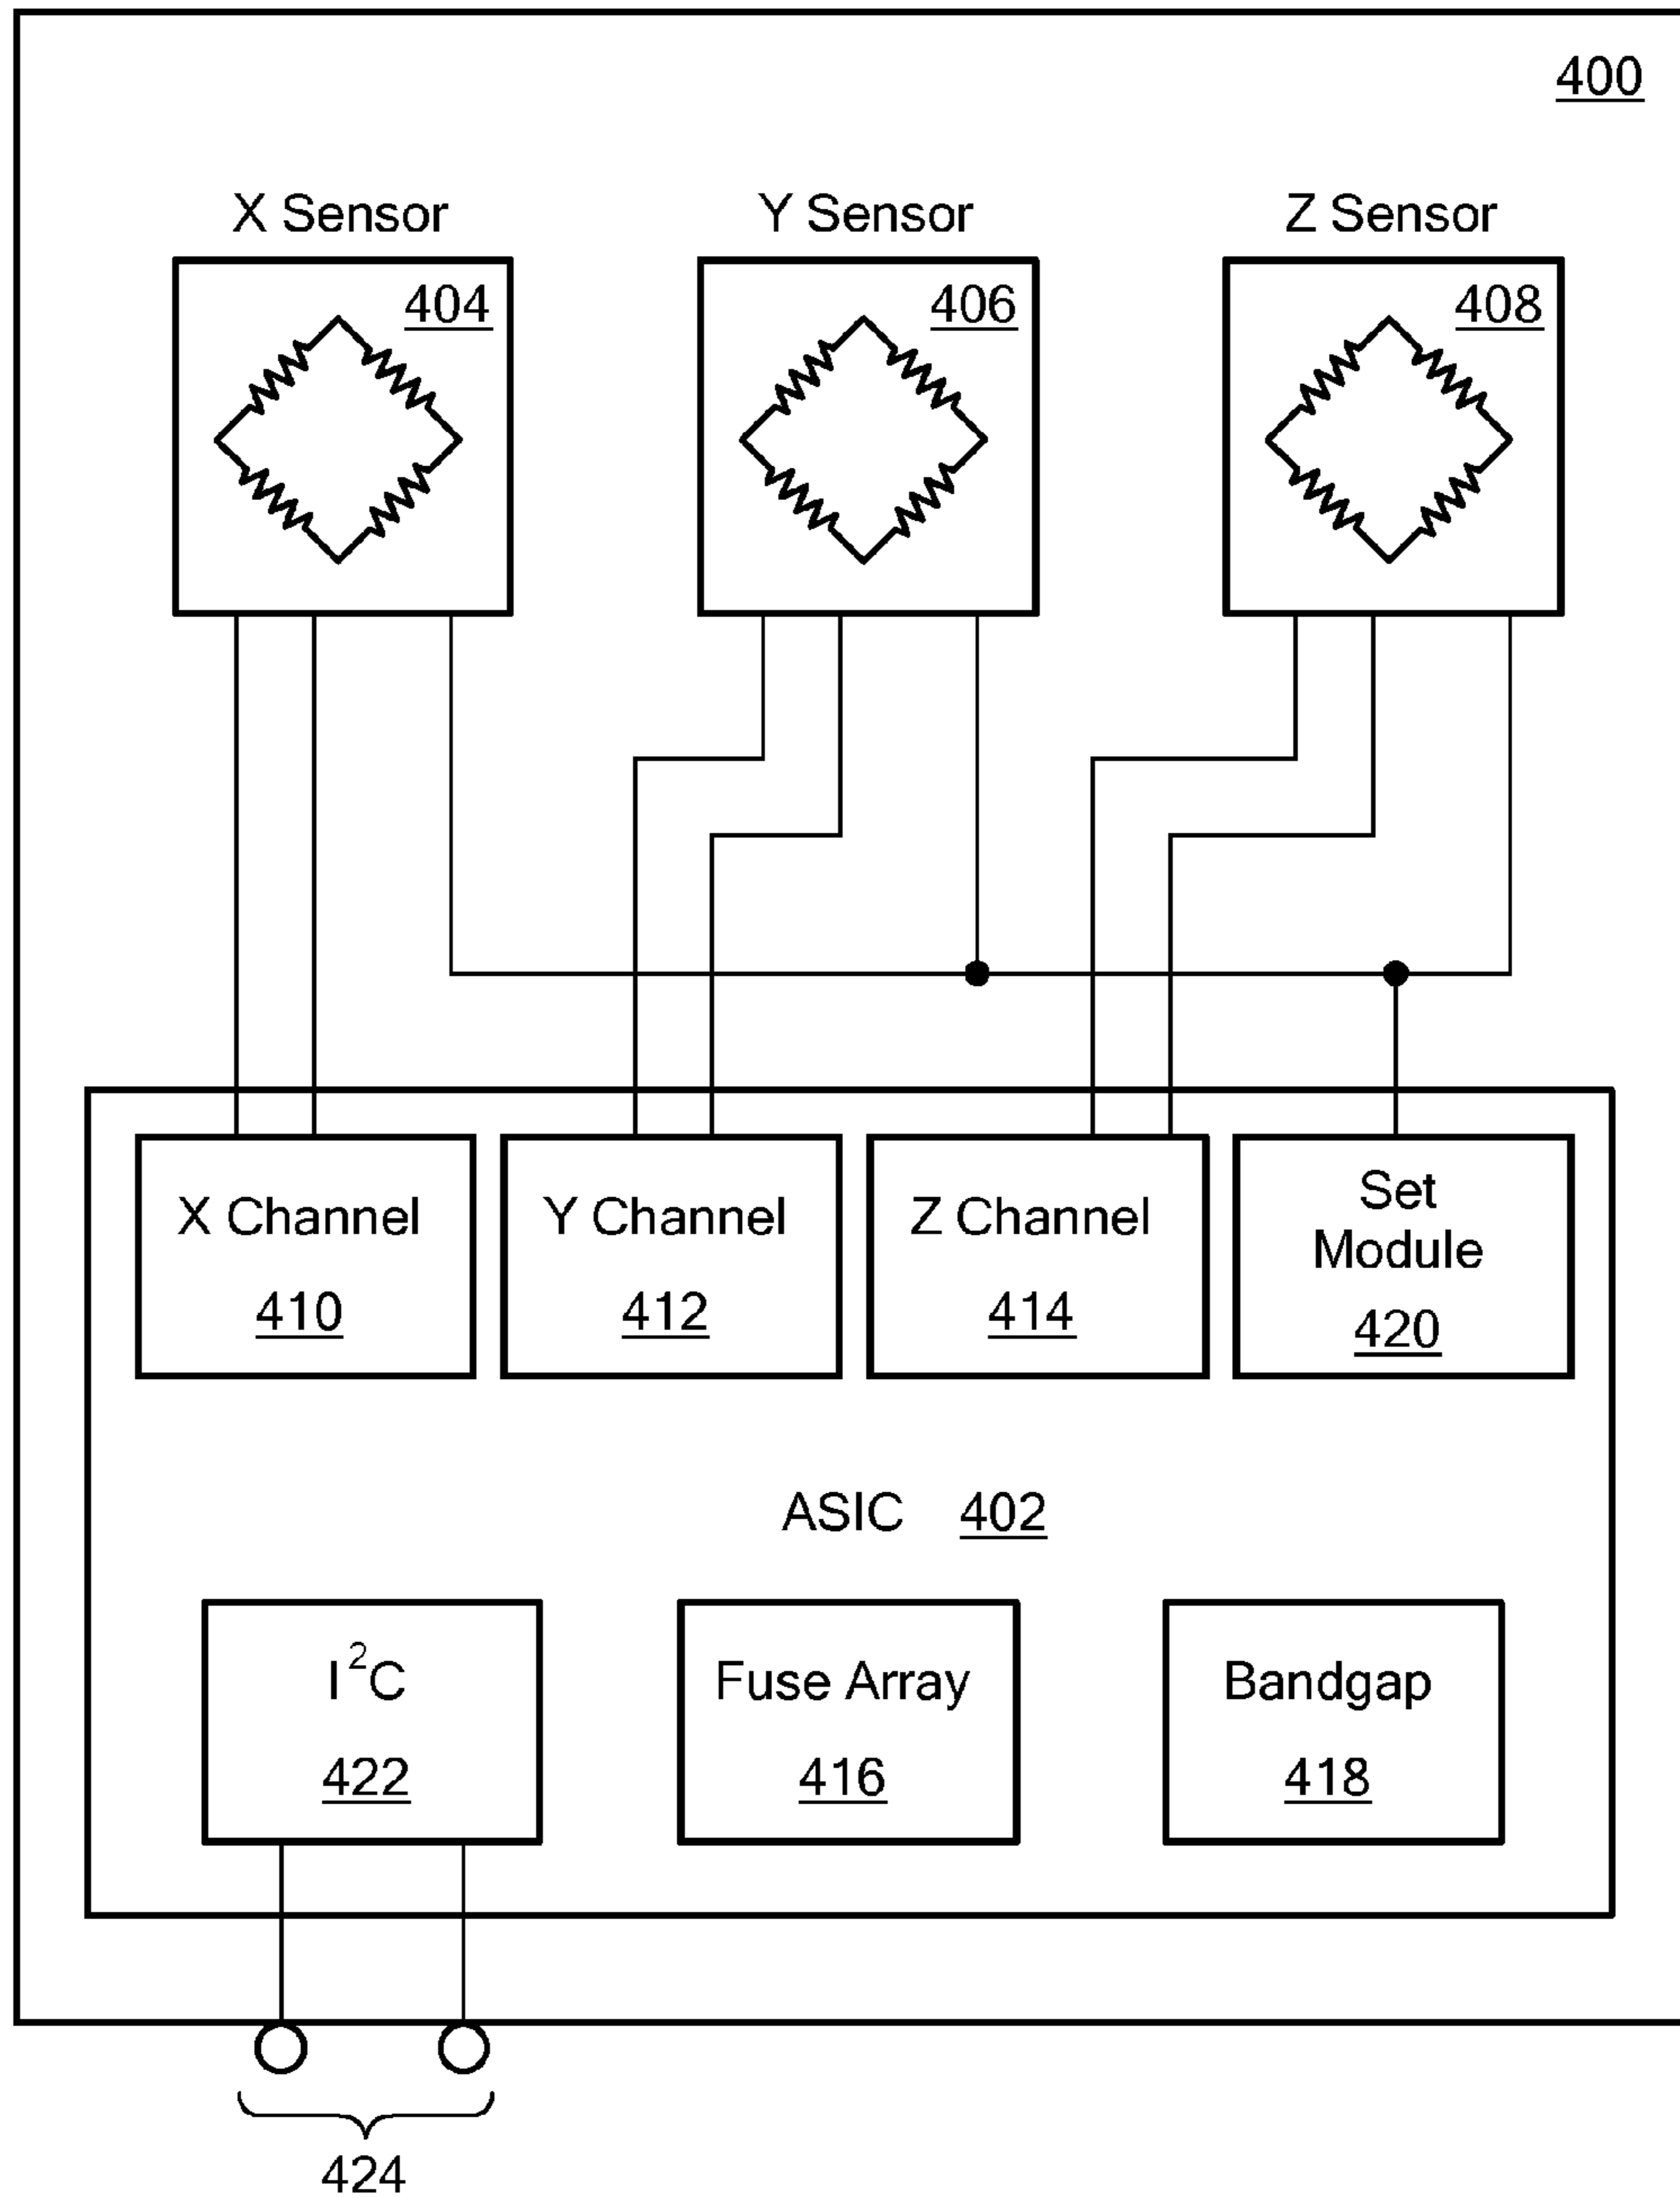 400
X Sensor
Y Sensor
Z Sensor
404
406
408
X Channel
410
Y Channel
412
Z Channel
414
Set
Module
420
ASIC 402
I²C
422
Fuse Array
416
Bandgap
418
424